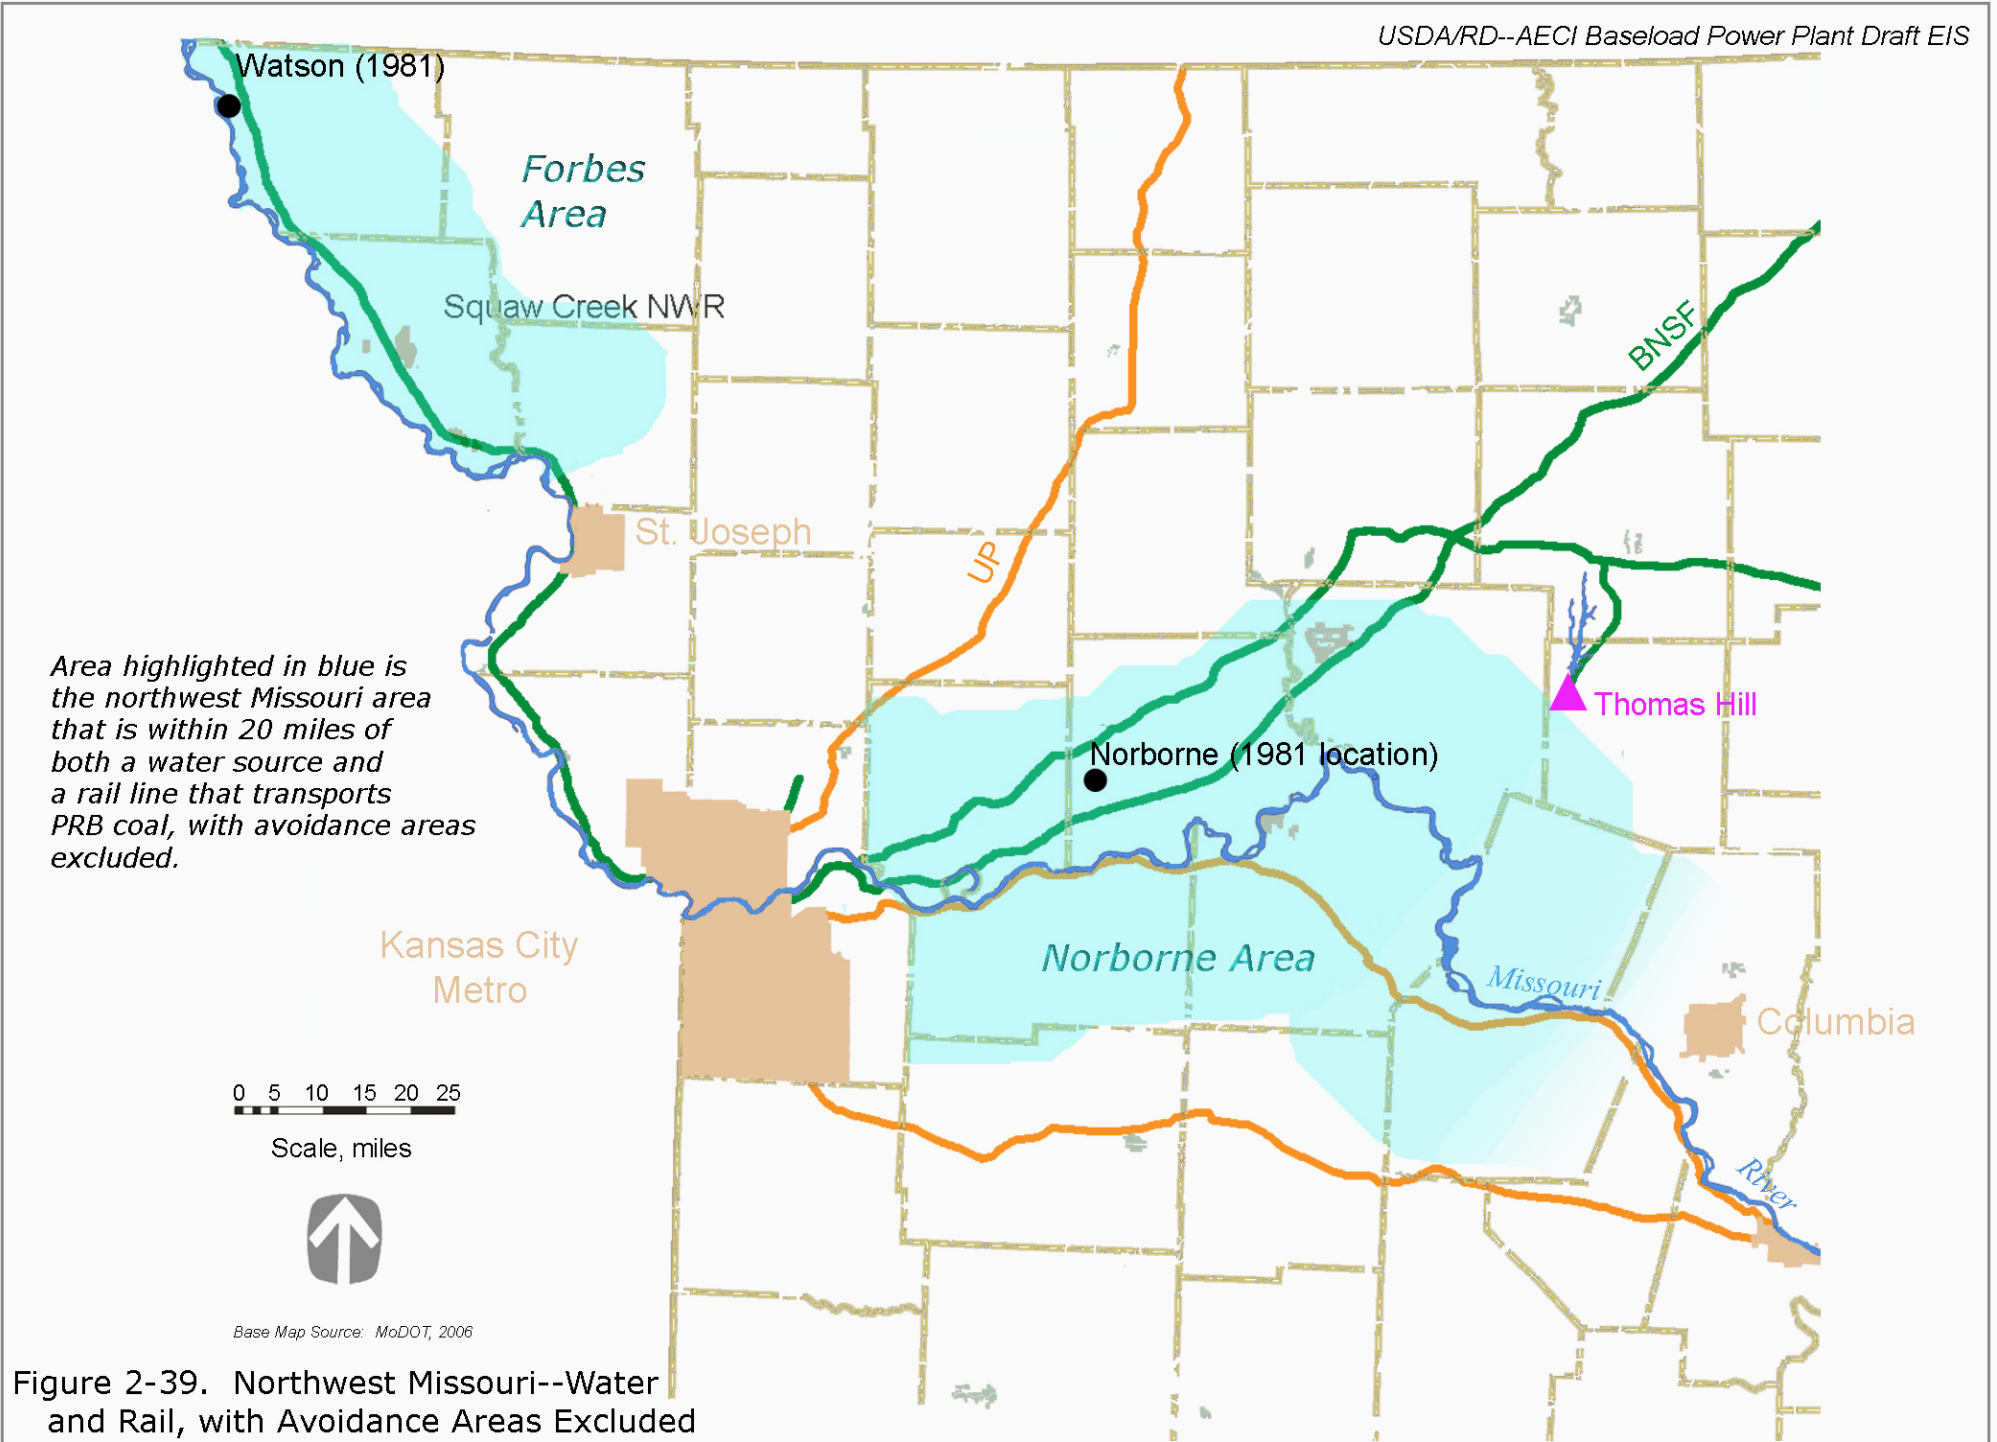 USDA/RD--AECI Baseload Power Plant Draft EIS
Watson (1981)
Forbes
Area
Squaw Creek NWR
BNSF
St. Joseph
UP
Area highlighted in blue is
the northwest Missouri area
that is within 20 miles of
both a water source and
a rail line that transports
PRB coal, with avoidance areas
excluded.
Thomas Hill
Norborne (1981 location)
Kansas City
Metro
Norborne Area
Missouri
Columbia
0 5 10 15 20 25
Scale, miles
River
Base Map Source: MoDOT, 2006
Figure 2-39. Northwest Missouri--Water
and Rail, with Avoidance Areas Excluded